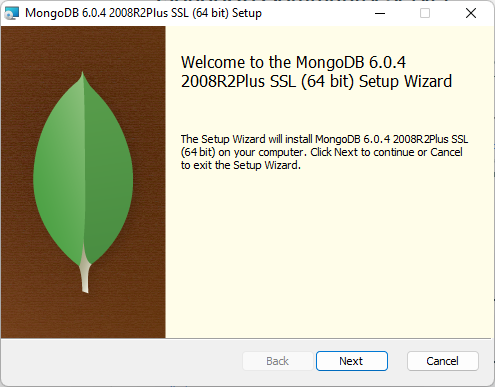 MongoDB 6.0.4 2008R2Plus SSL (64 bit) Setup
Welcome to the MongoDB 6.0.4
2008R2Plus SSL (64 bit) Setup Wizard
The Setup Wizard will install MongoDB 6.0.4 2008R2Plus SSL
(64 bit) on your computer. Click Next to continue or Cancel
to exit the Setup Wizard.
Back Next Cancel